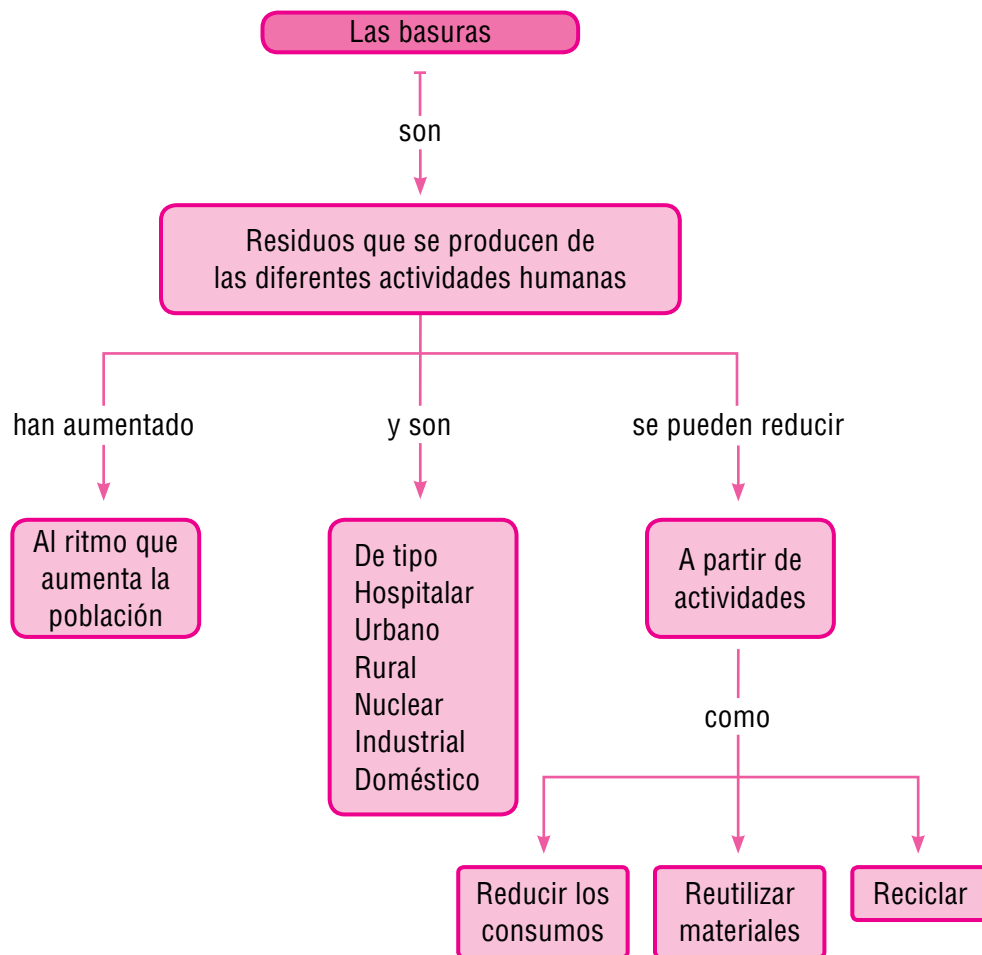 Las basuras
son
Residuos que se producen de
las diferentes actividades humanas
han aumentado
y son
se pueden reducir
Al ritmo que
aumenta la
población
De tipo
Hospitalar
Urbano
Rural
Nuclear
Industrial
Doméstico
A partir de
actividades
como
Reducir los
consumos
Reutilizar
materiales
Reciclar